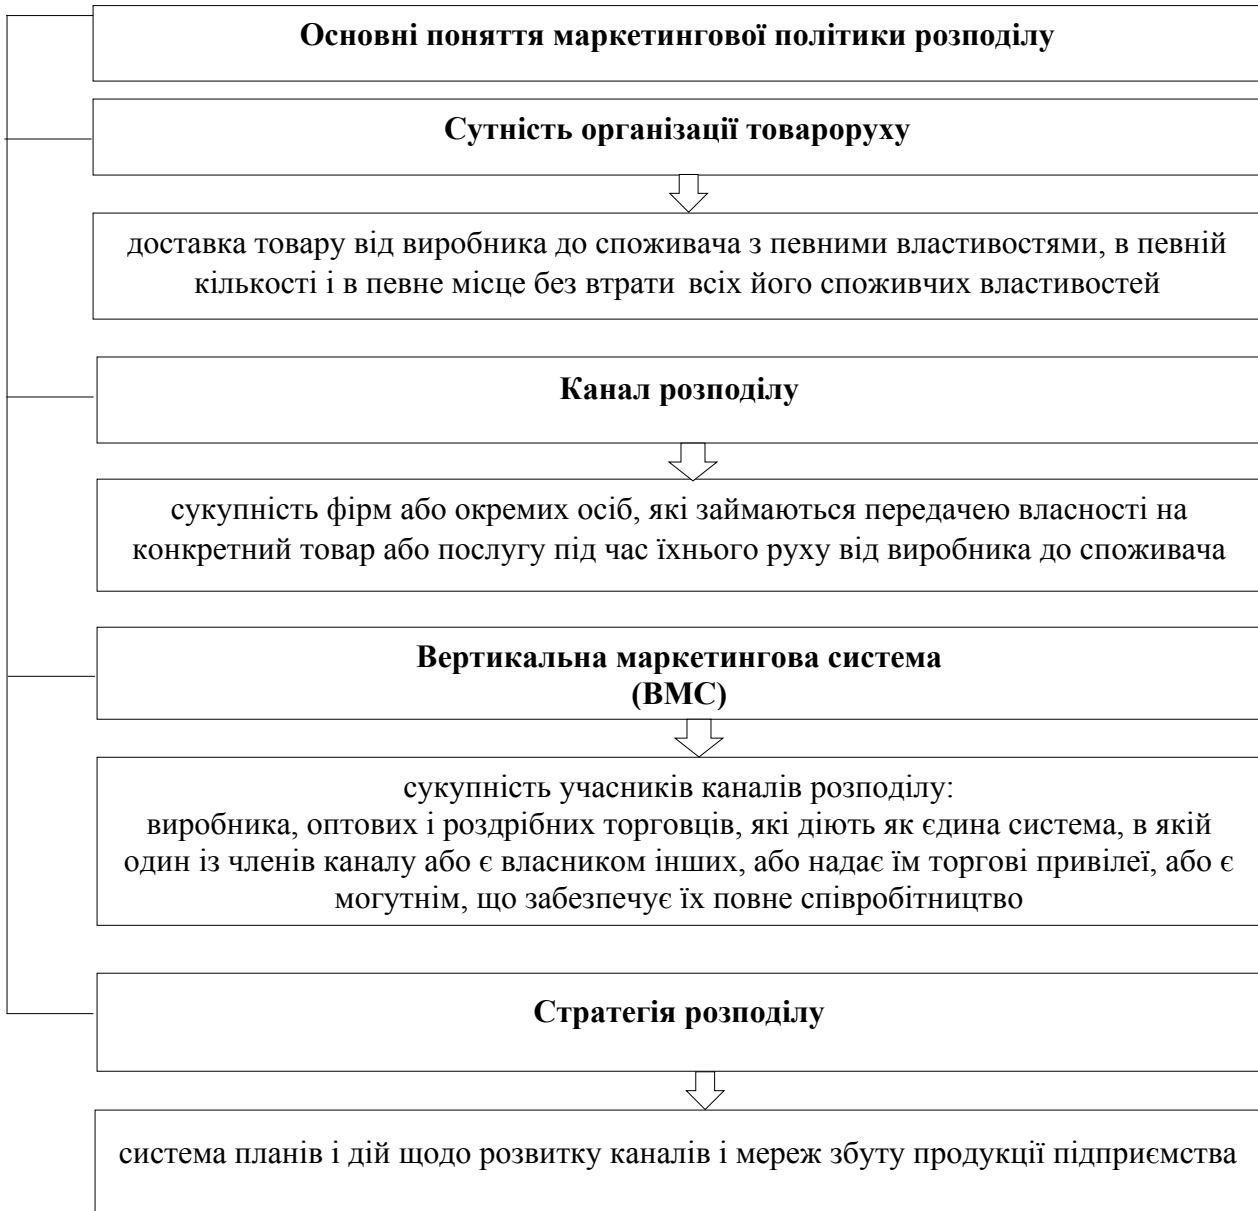 Основні поняття маркетингової політики розподілу
Сутність організації товароруху
доставка товару від виробника до споживача з певними властивостями, в певній
кількості і в певне місце без втрати всіх його споживчих властивостей
Канал розподілу
сукупність фірм або окремих осіб, які займаються передачею власності на
конкретний товар або послугу під час їхнього руху від виробника до споживача
Вертикальна маркетингова система
(ВМС)
сукупність учасників каналів розподілу:
виробника, оптових і роздрібних торговців, які діють як єдина система, в якій
один із членів каналу або є власником інших, або надає їм торгові привілеї, або є
могутнім, що забезпечує їх повне співробітництво
Стратегія розподілу
система планів і дій щодо розвитку каналів і мереж збуту продукції підприємства